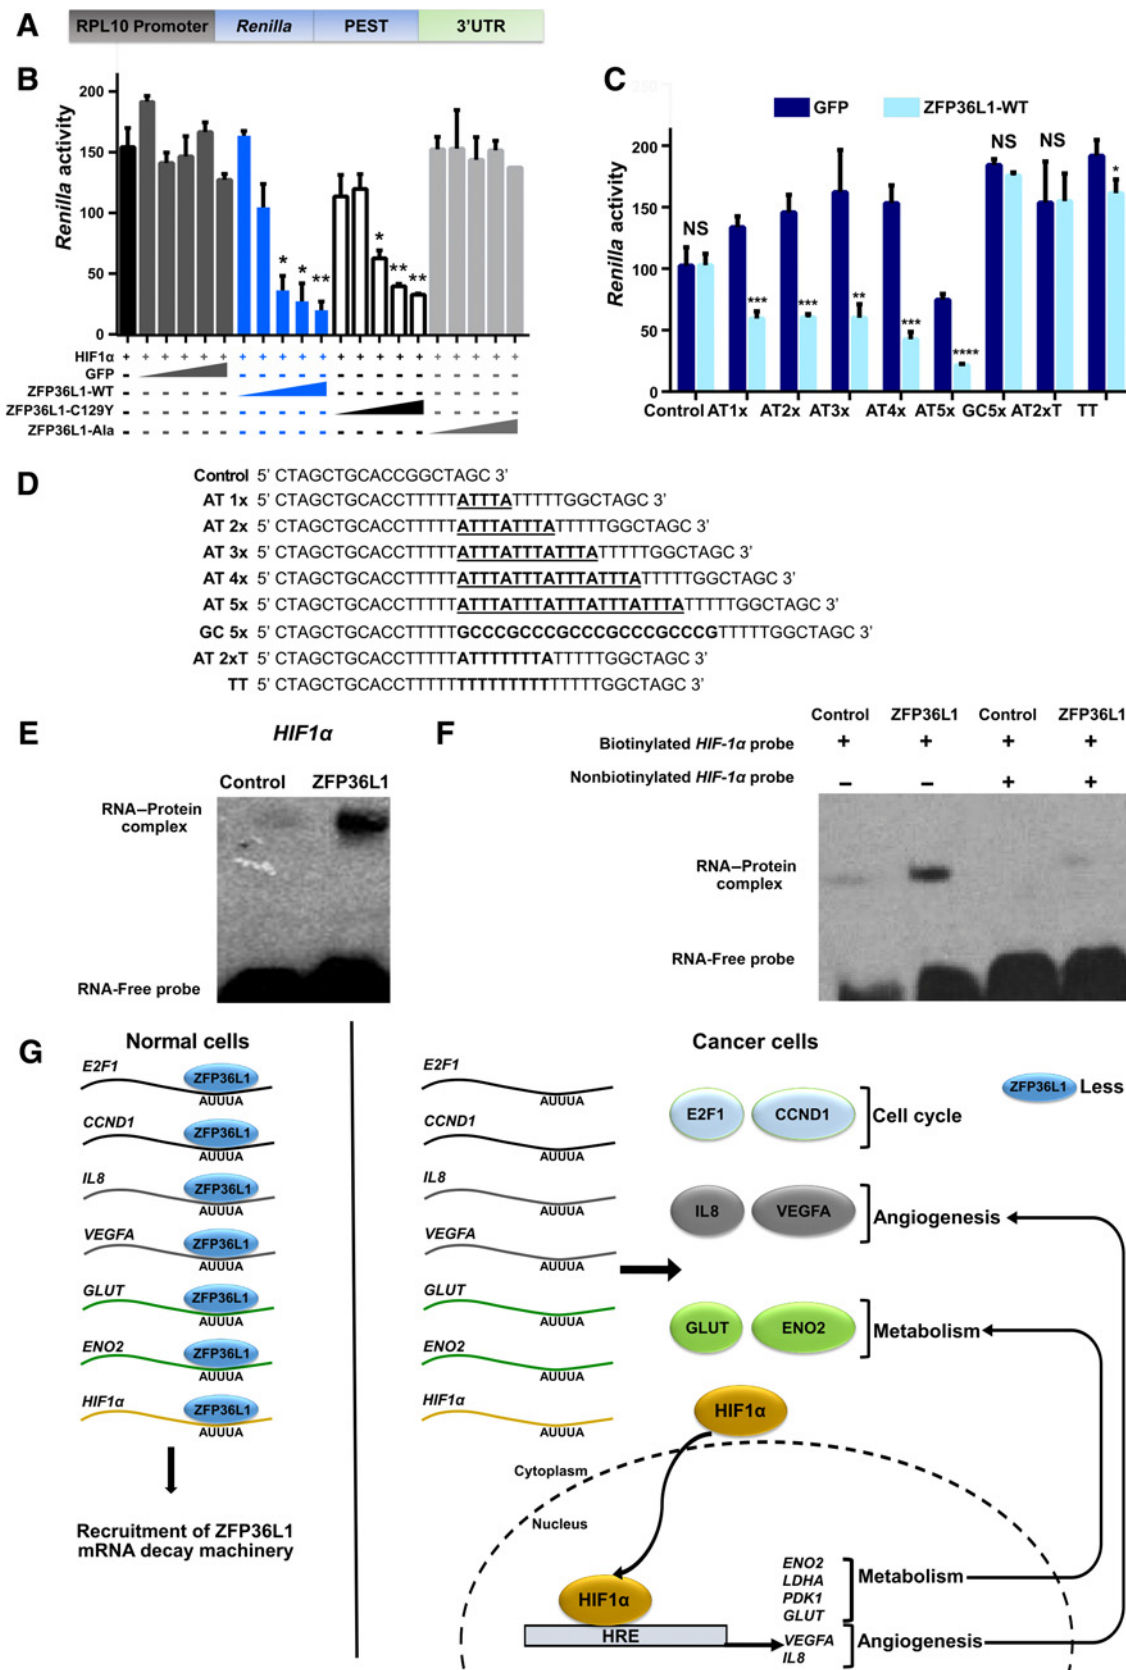 A
RPL10 Promoter Renilla PEST 3'UTR
B
Renilla activity
200
150
100
50
0
* * ** * ** **
HIF1α + + + + + + + + + + + + + + + + + + + + +
GFP - - - - - - - - - - - - - - - -
ZFP36L1-WT - - - - - - - - - - - - - - - -
ZFP36L1-C129Y - - - - - - - - - - - - - - - -
ZFP36L1-Ala - - - - - - - - - - - - - - - -
C
GFP ZFP36L1-WT
Renilla activity
200
150
100
50
0
NS *** *** ** *** **** NS NS *
Control AT1x AT2x AT3x AT4x AT5x GC5x AT2xT TT
D
Control 5' CTAGCTGCACCGGCTAGC 3'
AT 1x 5' CTAGCTGCACCTTTTTATTTATTTTTGGCTAGC 3'
AT 2x 5' CTAGCTGCACCTTTTTATTTATTTATTTTTGGCTAGC 3'
AT 3x 5' CTAGCTGCACCTTTTTATTTATTTATTTATTTTTGGCTAGC 3'
AT 4x 5' CTAGCTGCACCTTTTTATTTATTTATTTATTTATTTTTGGCTAGC 3'
AT 5x 5' CTAGCTGCACCTTTTTATTTATTTATTTATTTATTTATTTTTGGCTAGC 3'
GC 5x 5' CTAGCTGCACCTTTTTGCCCGCCCGCCCGCCCGCCCGTTTTTGGCTAGC 3'
AT 2xT 5' CTAGCTGCACCTTTTTATTTTTTTATTTTTGGCTAGC 3'
TT 5' CTAGCTGCACCTTTTTTTTTTTTTTTTTTTGGCTAGC 3'
E
HIF1α
Control ZFP36L1
RNA–Protein
complex
RNA-Free probe
F
Control ZFP36L1 Control ZFP36L1
Biotinylated HIF-1α probe + + + +
Nonbiotinylated HIF-1α probe – – + +
RNA–Protein
complex
RNA-Free probe
G
Normal cells
E2F1
ZFP36L1
AUUUA
CCND1
ZFP36L1
AUUUA
IL8
ZFP36L1
AUUUA
VEGFA
ZFP36L1
AUUUA
GLUT
ZFP36L1
AUUUA
ENO2
ZFP36L1
AUUUA
HIF1α
ZFP36L1
AUUUA
Recruitment of ZFP36L1
mRNA decay machinery
Cancer cells
ZFP36L1 Less
E2F1
AUUUA
CCND1
AUUUA
IL8
AUUUA
VEGFA
AUUUA
GLUT
AUUUA
ENO2
AUUUA
HIF1α
AUUUA
E2F1 CCND1 Cell cycle
IL8 VEGFA Angiogenesis
GLUT ENO2 Metabolism
HIF1α
Cytoplasm
Nucleus
HIF1α
HRE
ENO2
LDHA
PDK1
GLUT
Metabolism
VEGFA
IL8
Angiogenesis